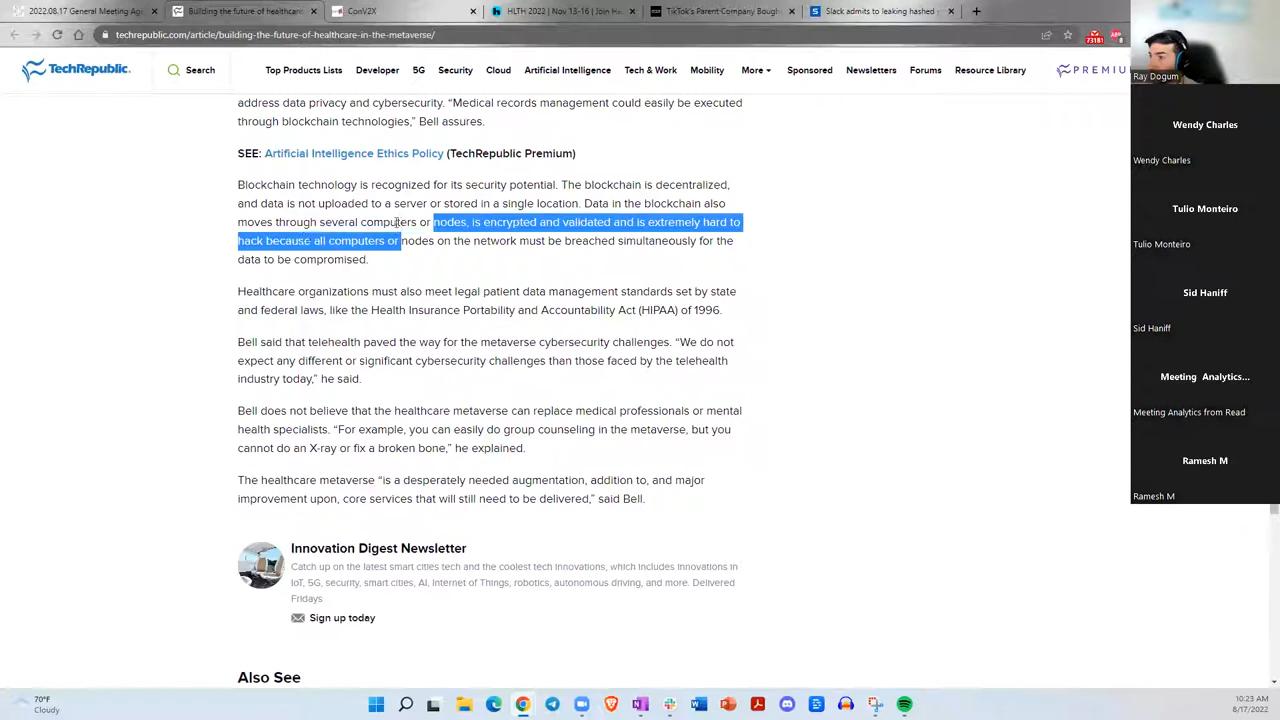 2022.08.17 General Meeting Age
Building the future of healthcare
ConV2X
HLTH 2022 | Nov 13-16 | Join H
TikTok's Parent Company Bough
Slack admits to leaking hashed
techrepublic.com/article/building-the-future-of-healthcare-in-the-metaverse/
73181
TechRepublic.
Search
Top Products Lists
Developer
5G
Security
Cloud
Artificial Intelligence
Tech & Work
Mobility
More
Sponsored
Newsletters
Forums
Resource Library
PREMIU
address data privacy and cybersecurity. “Medical records management could easily be executed
through blockchain technologies,” Bell assures.
SEE: Artificial Intelligence Ethics Policy (TechRepublic Premium)
Blockchain technology is recognized for its security potential. The blockchain is decentralized,
and data is not uploaded to a server or stored in a single location. Data in the blockchain also
moves through several computers or nodes, is encrypted and validated and is extremely hard to
hack because all computers or nodes on the network must be breached simultaneously for the
data to be compromised.
Healthcare organizations must also meet legal patient data management standards set by state
and federal laws, like the Health Insurance Portability and Accountability Act (HIPAA) of 1996.
Bell said that telehealth paved the way for the metaverse cybersecurity challenges. “We do not
expect any different or significant cybersecurity challenges than those faced by the telehealth
industry today,” he said.
Bell does not believe that the healthcare metaverse can replace medical professionals or mental
health specialists. “For example, you can easily do group counseling in the metaverse, but you
cannot do an X-ray or fix a broken bone,” he explained.
The healthcare metaverse “is a desperately needed augmentation, addition to, and major
improvement upon, core services that will still need to be delivered,” said Bell.
Innovation Digest Newsletter
Catch up on the latest smart cities tech and the coolest tech innovations, which includes innovations in
IoT, 5G, security, smart cities, AI, Internet of Things, robotics, autonomous driving, and more. Delivered
Fridays
Sign up today
Also See
Ray Dogum
Wendy Charles
Wendy Charles
Tulio Monteiro
Tulio Monteiro
Sid Haniff
Sid Haniff
Meeting Analytics...
Meeting Analytics from Read
Ramesh M
Ramesh M
70°F
Cloudy
10:23 AM
8/17/2022